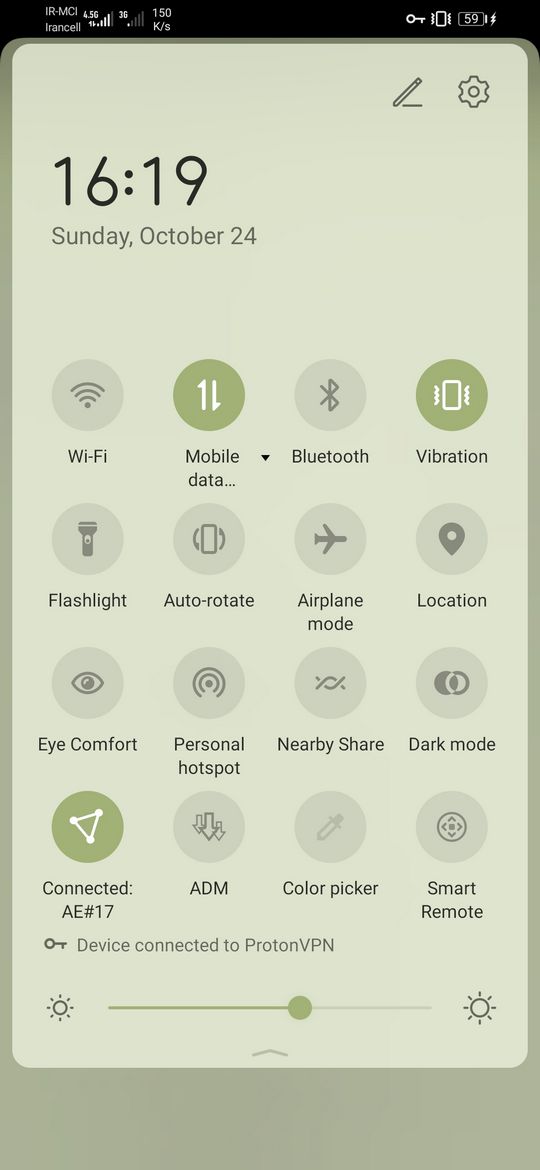 IR-MCI 4.5G 3G 150 59
Irancell K/s
16:19
Sunday, October 24
Wi-Fi
Mobile
data...
Bluetooth
Vibration
Flashlight
Auto-rotate
Airplane
mode
Location
Eye Comfort
Personal
hotspot
Nearby Share
Dark mode
Connected:
AE#17
ADM
Color picker
Smart
Remote
Device connected to ProtonVPN